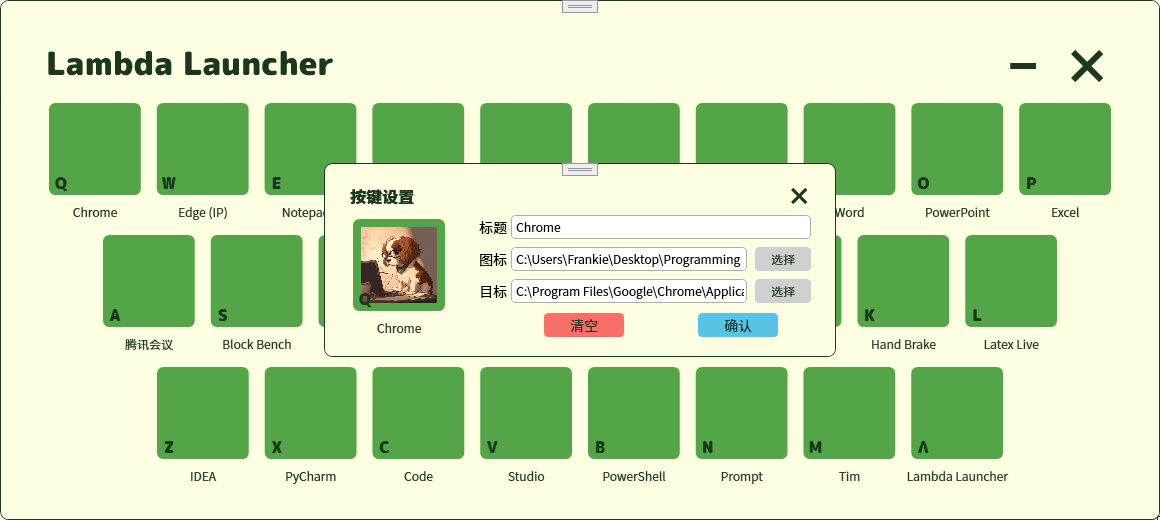 Lambda Launcher
Q W E O P
Chrome Edge (IP) Notepa Word PowerPoint Excel
按键设置
标题 Chrome
图标 C:\Users\Frankie\Desktop\Programming 选择
目标 C:\Program Files\Google\Chrome\Applica 选择
Q
Chrome
清空 确认
A S K L
腾讯会议 Block Bench Hand Brake Latex Live
Z X C V B N M Λ
IDEA PyCharm Code Studio PowerShell Prompt Tim Lambda Launcher